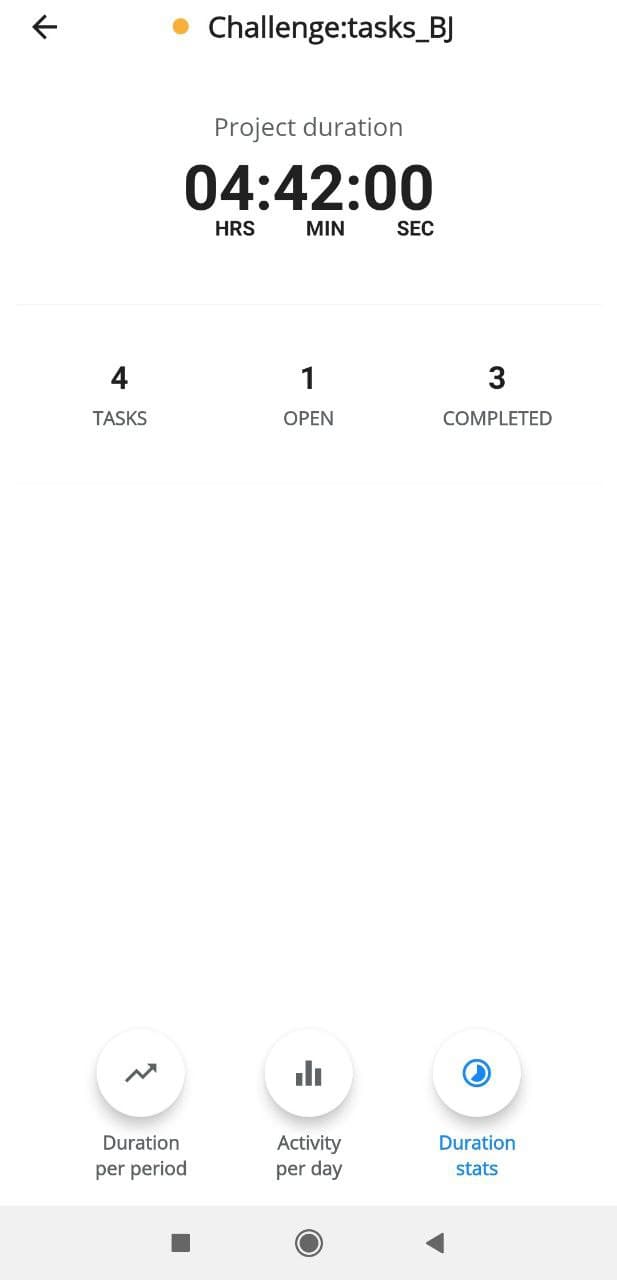 Challenge:tasks_BJ
Project duration
04:42:00
HRS MIN SEC
4 1 3
TASKS OPEN COMPLETED
Duration per period
Activity per day
Duration stats